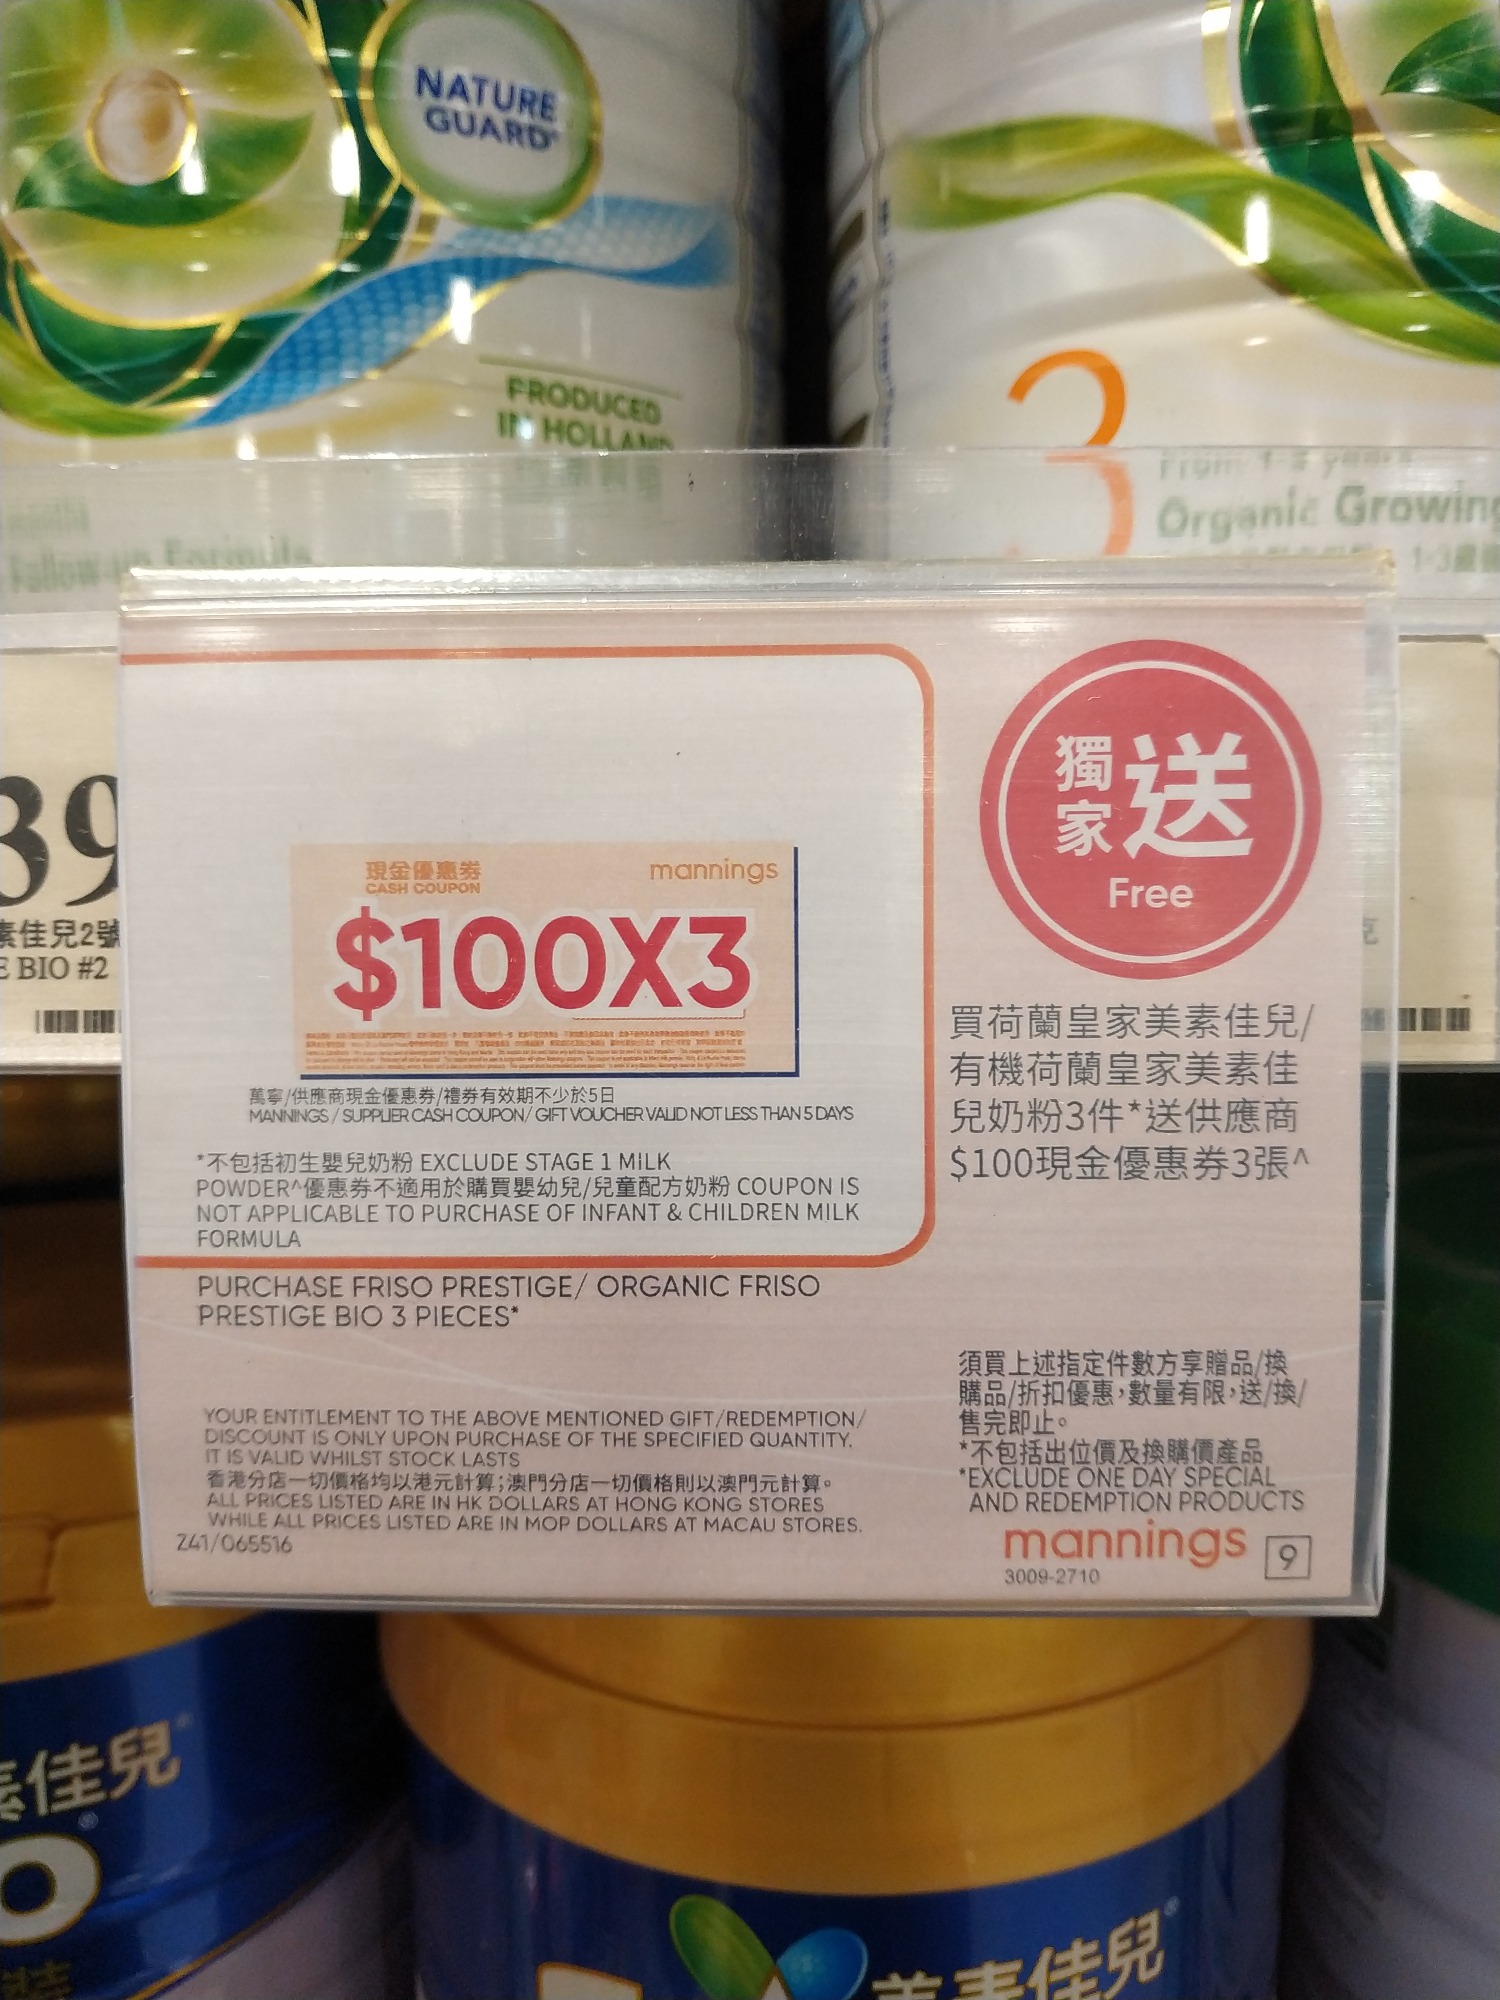 NATURE
GUARD®
PRODUCED
IN HOLLAND
3
From 1-3 years
Organic Growing
1-3歲
Follow-up Formula
39
素佳兒2號
E BIO #2
克
獨家送
Free
現金優惠券
CASH COUPON
mannings
$100X3
萬寧/供應商現金優惠券/禮券有效期不少於5日
MANNINGS / SUPPLIER CASH COUPON/ GIFT VOUCHER VALID NOT LESS THAN 5 DAYS
*不包括初生嬰兒奶粉 EXCLUDE STAGE 1 MILK
POWDER^優惠券不適用於購買嬰幼兒/兒童配方奶粉 COUPON IS
NOT APPLICABLE TO PURCHASE OF INFANT & CHILDREN MILK
FORMULA
買荷蘭皇家美素佳兒/
有機荷蘭皇家美素佳
兒奶粉3件*送供應商
$100現金優惠券3張^
PURCHASE FRISO PRESTIGE/ ORGANIC FRISO
PRESTIGE BIO 3 PIECES*
YOUR ENTITLEMENT TO THE ABOVE MENTIONED GIFT/REDEMPTION/
DISCOUNT IS ONLY UPON PURCHASE OF THE SPECIFIED QUANTITY.
IT IS VALID WHILST STOCK LASTS
香港分店一切價格均以港元計算;澳門分店一切價格則以澳門元計算。
ALL PRICES LISTED ARE IN HK DOLLARS AT HONG KONG STORES
WHILE ALL PRICES LISTED ARE IN MOP DOLLARS AT MACAU STORES.
Z41/065516
須買上述指定件數方享贈品/換
購品/折扣優惠,數量有限,送/換/
售完即止。
*不包括出位價及換購價產品
*EXCLUDE ONE DAY SPECIAL
AND REDEMPTION PRODUCTS
mannings
9
3009-2710
素佳兒®
O®
美素佳兒®